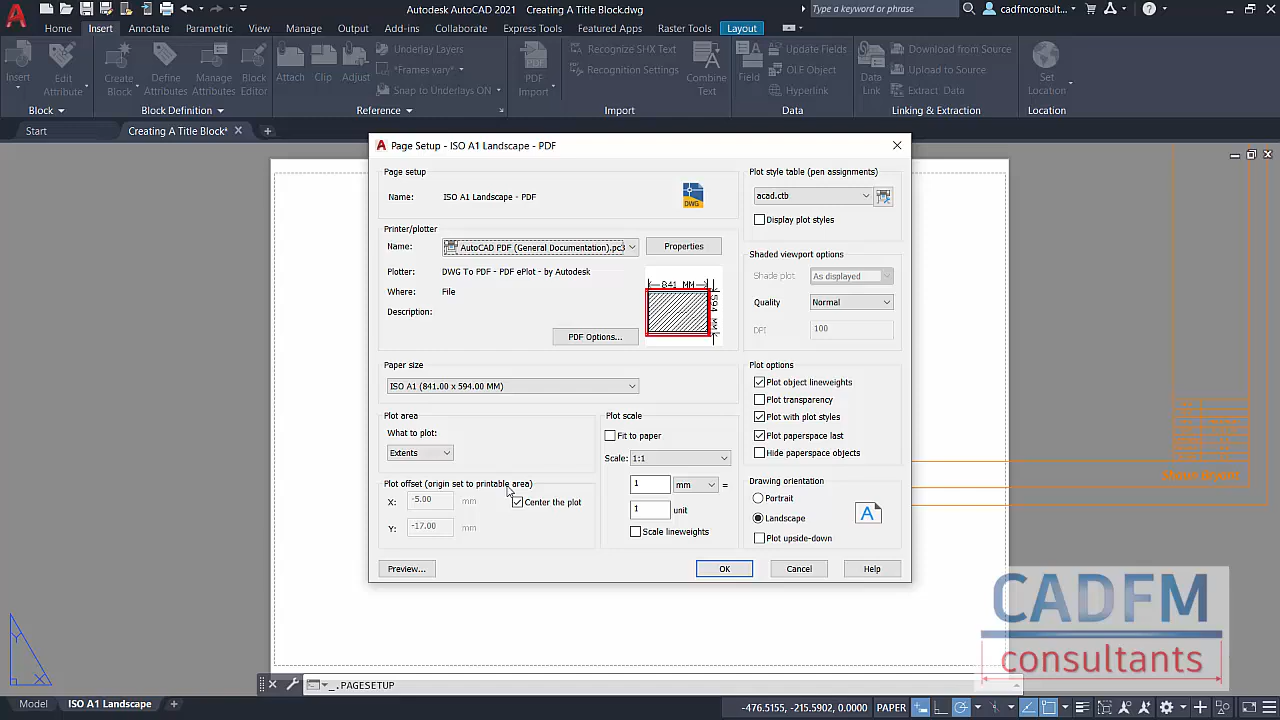 Autodesk AutoCAD 2021 Creating A Title Block.dwg
Type a keyword or phrase
cadfmconsult...
Insert Annotate Parametric View Manage Output Add-ins Collaborate Express Tools Featured Apps Raster Tools Layout
Insert
Edit Attribute
Create Block
Define Attributes
Manage Attributes
Block Editor
Attach
Clip
Adjust
Underlay Layers
*Frames vary*
Snap to Underlays ON
PDF Import
Recognize SHX Text
Recognition Settings
Combine Text
Field
Update Fields
OLE Object
Hyperlink
Data Link
Download from Source
Upload to Source
Extract Data
Set Location
Block
Block Definition
Reference
Import
Data
Linking & Extraction
Location
Start
Creating A Title Block*
Page Setup - ISO A1 Landscape - PDF
Page setup
Name: ISO A1 Landscape - PDF
DWG
Printer/plotter
Name: AutoCAD PDF (General Documentation).pc3
Properties
Plotter: DWG To PDF - PDF ePlot - by Autodesk
Where: File
Description:
PDF Options...
841 MM
594 MM
Paper size
ISO A1 (841.00 x 594.00 MM)
Plot area
What to plot:
Extents
Plot offset (origin set to printable area)
X: -5.00 mm
Center the plot
Y: -17.00 mm
Plot scale
Fit to paper
Scale: 1:1
1 mm =
1 unit
Scale lineweights
Plot style table (pen assignments)
acad.ctb
Display plot styles
Shaded viewport options
Shade plot As displayed
Quality Normal
DPI 100
Plot options
Plot object lineweights
Plot transparency
Plot with plot styles
Plot paperspace last
Hide paperspace objects
Drawing orientation
Portrait
Landscape
A
Plot upside-down
Preview...
OK
Cancel
Help
Shaun Bryant
CADFM
consultants
Y
X
_.PAGESETUP
Model
ISO A1 Landscape
-476.5155, -215.5902, 0.0000
PAPER